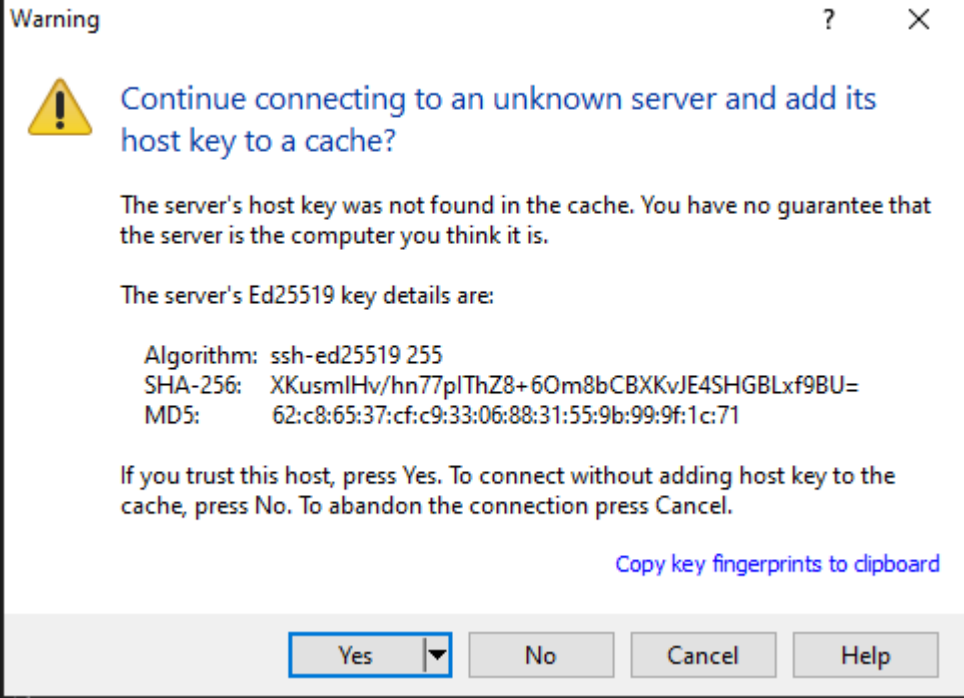 Warning
?
Continue connecting to an unknown server and add its
host key to a cache?
The server's host key was not found in the cache. You have no guarantee that
the server is the computer you think it is.
The server's Ed25519 key details are:
Algorithm: ssh-ed25519 255
SHA-256: XKusmIHv/hn77pIThZ8+6Om8bCBXKvJE4SHGBLxf9BU=
MD5: 62:c8:65:37:cf:c9:33:06:88:31:55:9b:99:9f:1c:71
If you trust this host, press Yes. To connect without adding host key to the
cache, press No. To abandon the connection press Cancel.
Copy key fingerprints to clipboard
Yes No Cancel Help